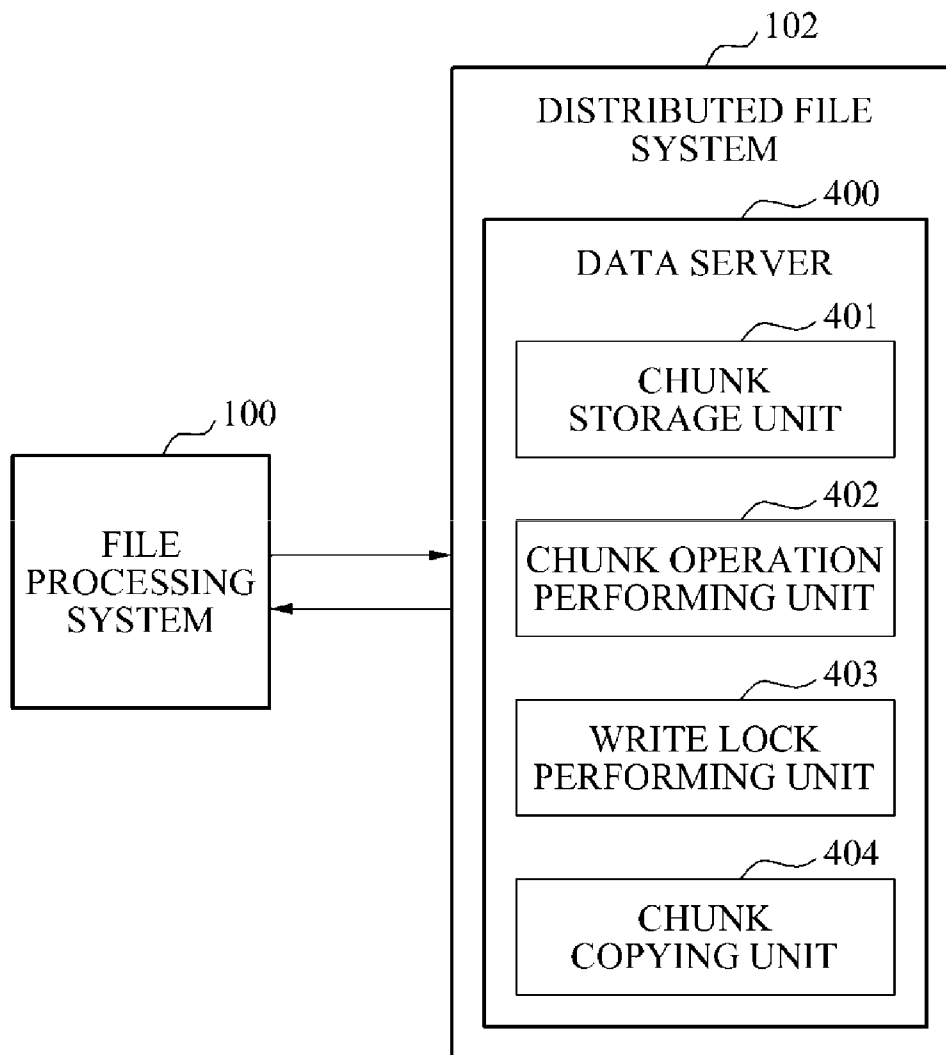 102
DISTRIBUTED FILE
SYSTEM
400
DATA SERVER
401
CHUNK
STORAGE UNIT
100
FILE
PROCESSING
SYSTEM
402
CHUNK OPERATION
PERFORMING UNIT
403
WRITE LOCK
PERFORMING UNIT
404
CHUNK
COPYING UNIT